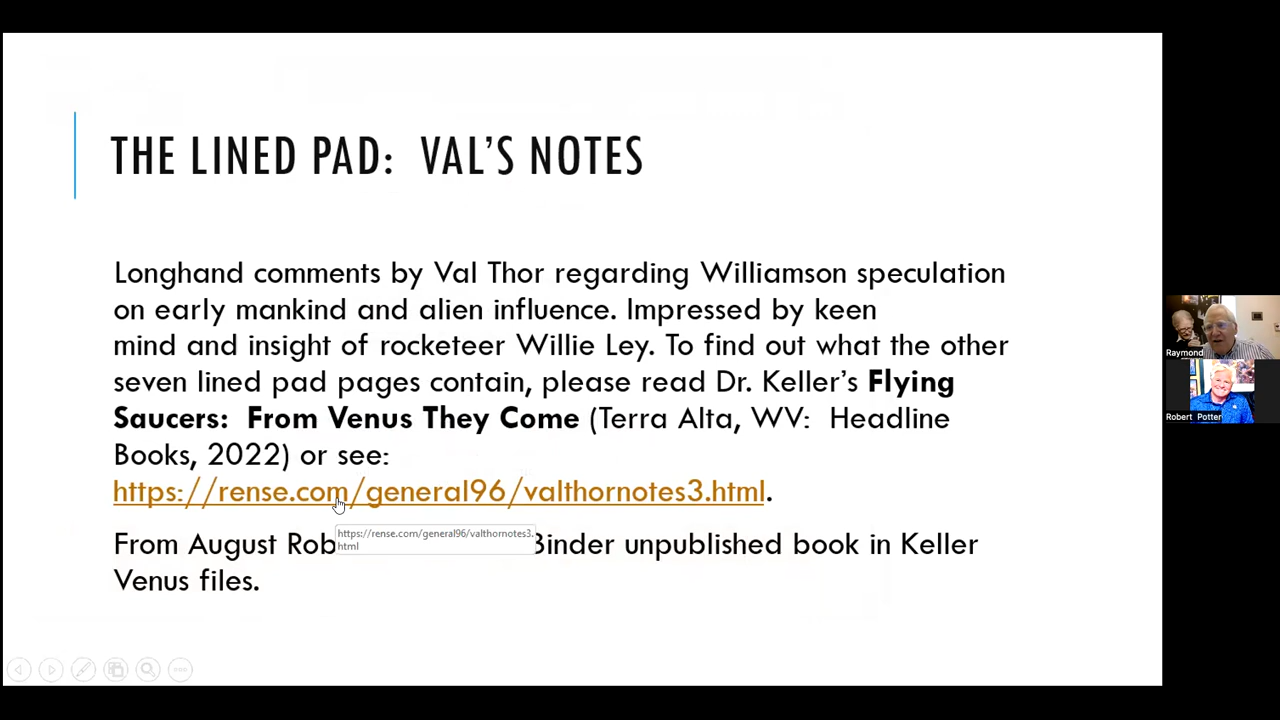 THE LINED PAD:  VAL'S NOTES
Longhand comments by Val Thor regarding Williamson speculation
on early mankind and alien influence. Impressed by keen
mind and insight of rocketeer Willie Ley. To find out what the other
seven lined pad pages contain, please read Dr. Keller's Flying
Saucers:  From Venus They Come (Terra Alta, WV:  Headline
Books, 2022) or see:
https://rense.com/general96/valthornotes3.html.
https://rense.com/general96/valthornotes3.
html
From August Binder unpublished book in Keller
Venus files.
Raymond
Robert Potter